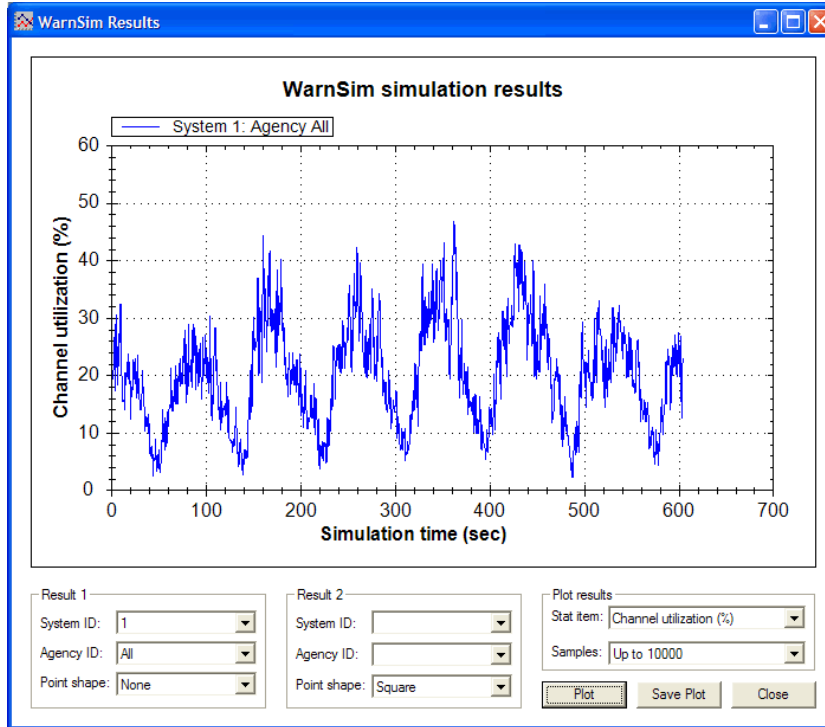 WarnSim Results
WarnSim simulation results
System 1: Agency All
60
50
40
30
20
10
0
Channel utilization (%)
0 100 200 300 400 500 600 700
Simulation time (sec)
Result 1
System ID: 1
Agency ID: All
Point shape: None
Result 2
System ID:
Agency ID:
Point shape: Square
Plot results
Stat item: Channel utilization (%)
Samples: Up to 10000
Plot Save Plot Close